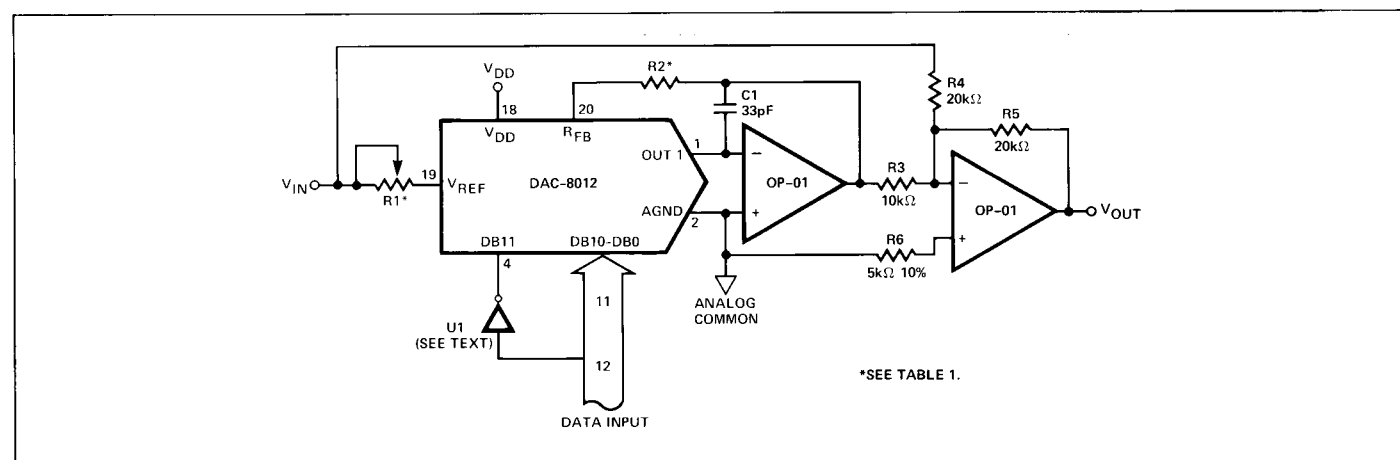 R2*
C1
33pF
R4
20kΩ
R5
20kΩ
V_DD
18
20
V_DD
R_FB
OUT 1
1
DAC-8012
V_IN
R1*
19
V_REF
AGND
2
−
+
OP-01
R3
10kΩ
−
+
OP-01
V_OUT
R6
5kΩ 10%
DB11
DB10-DB0
4
ANALOG
COMMON
U1
(SEE TEXT)
11
12
DATA INPUT
*SEE TABLE 1.